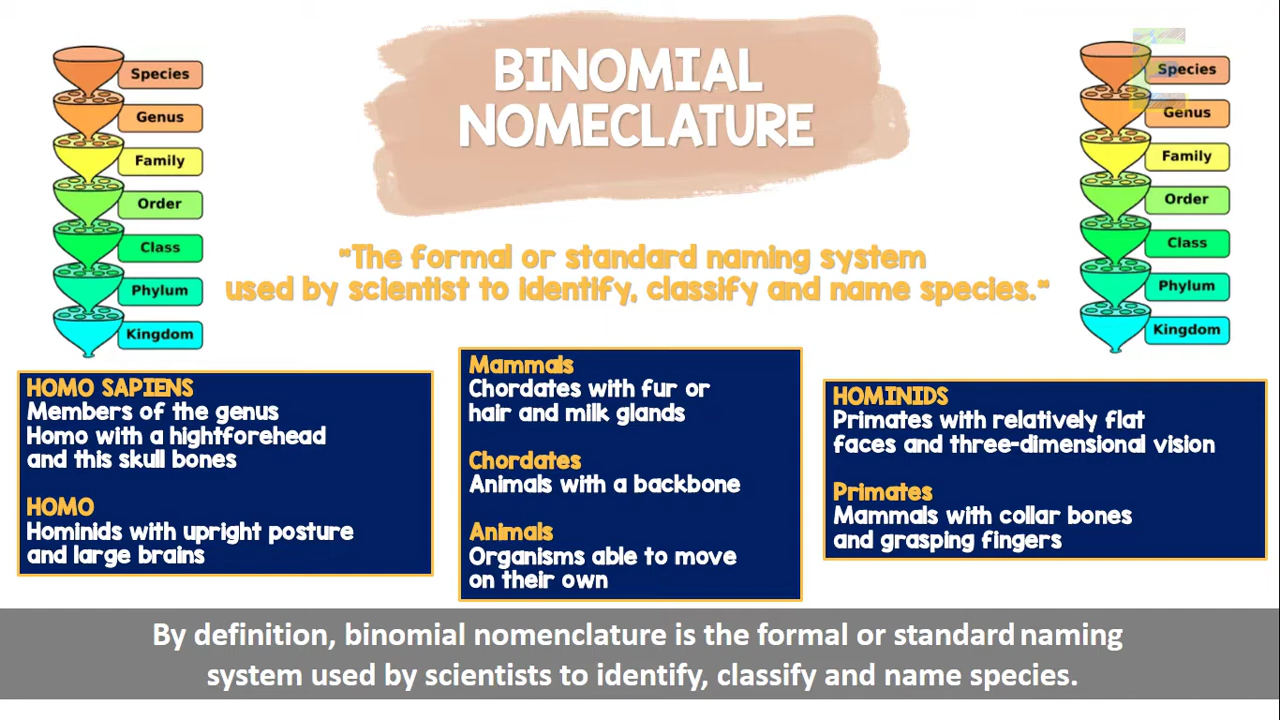 BINOMIAL
NOMECLATURE
Species
Genus
Family
Order
Class
Phylum
Kingdom
Species
Genus
Family
Order
Class
Phylum
Kingdom
"The formal or standard naming system
used by scientist to identify, classify and name species."
HOMO SAPIENS
Members of the genus
Homo with a hightforehead
and this skull bones
HOMO
Hominids with upright posture
and large brains
Mammals
Chordates with fur or
hair and milk glands
Chordates
Animals with a backbone
Animals
Organisms able to move
on their own
HOMINIDS
Primates with relatively flat
faces and three-dimensional vision
Primates
Mammals with collar bones
and grasping fingers
By definition, binomial nomenclature is the formal or standard naming
system used by scientists to identify, classify and name species.